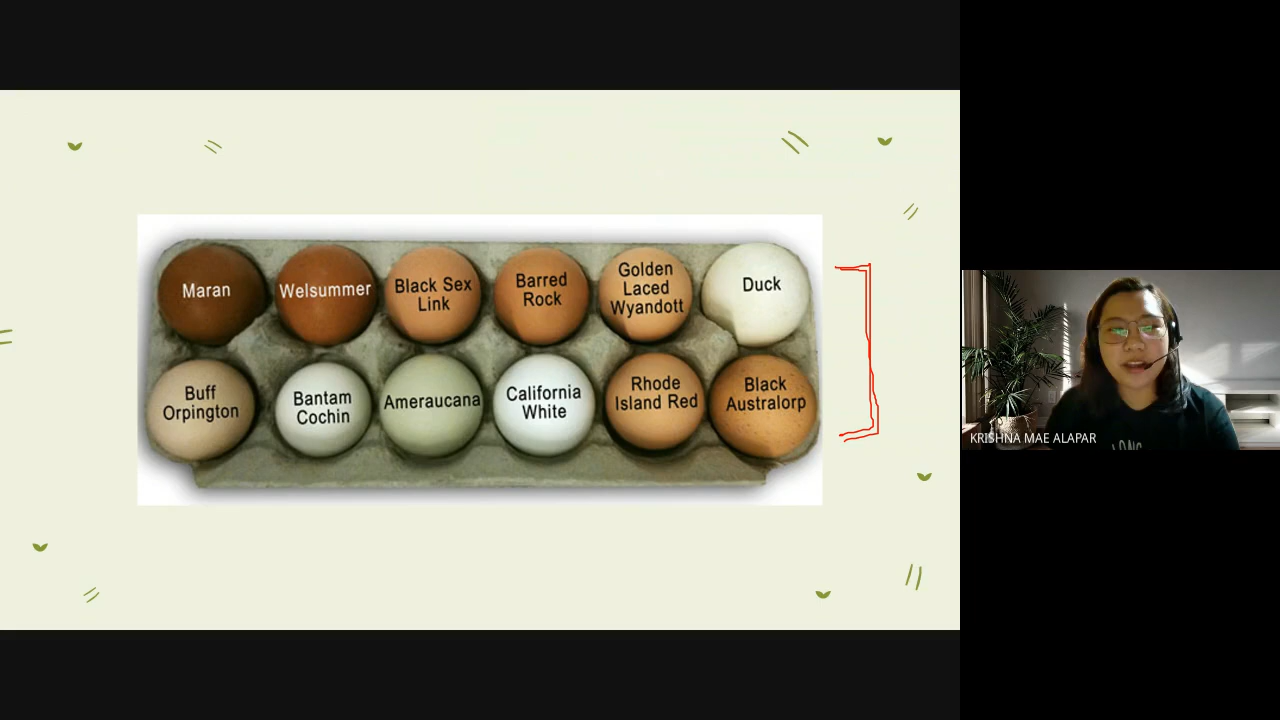 Maran
Welsummer
Black Sex
Link
Barred
Rock
Golden
Laced
Wyandott
Duck
Buff
Orpington
Bantam
Cochin
Ameraucana
California
White
Rhode
Island Red
Black
Australorp
KRISHNA MAE ALAPAR